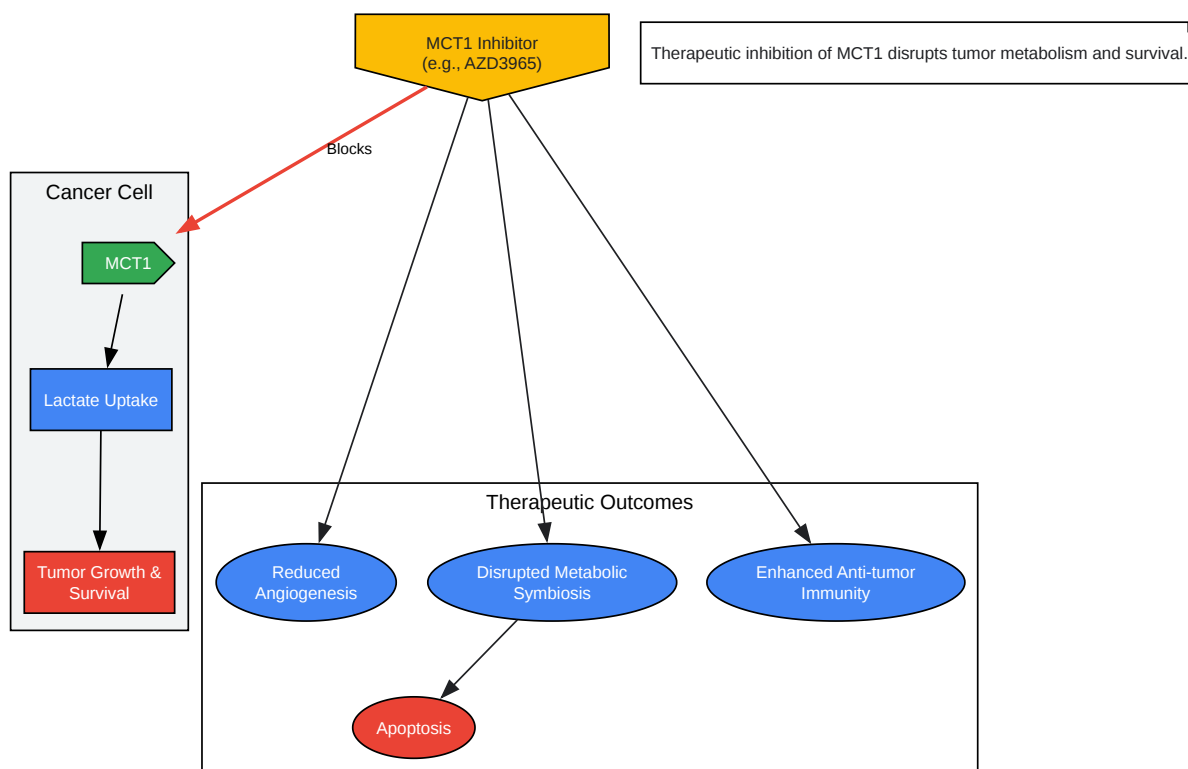 MCT1 Inhibitor
(e.g., AZD3965)
Therapeutic inhibition of MCT1 disrupts tumor metabolism and survival.
Blocks
Cancer Cell
MCT1
Lactate Uptake
Tumor Growth &
Survival
Therapeutic Outcomes
Reduced
Angiogenesis
Disrupted Metabolic
Symbiosis
Enhanced Anti-tumor
Immunity
Apoptosis